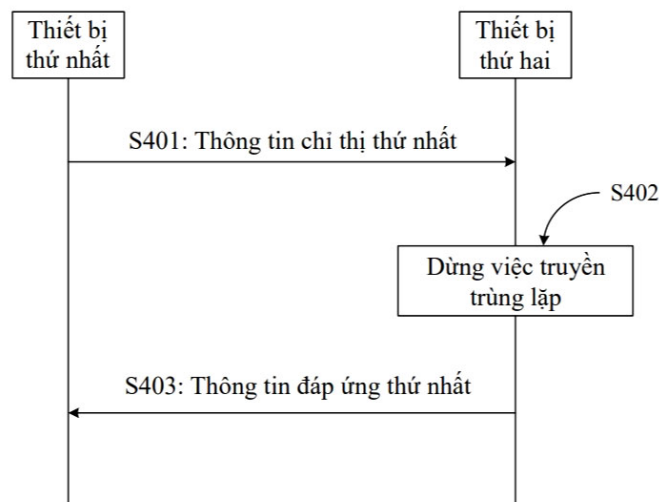 Thiết bị
thứ nhất
Thiết bị
thứ hai
S401: Thông tin chỉ thị thứ nhất
S402
Dừng việc truyền
trùng lặp
S403: Thông tin đáp ứng thứ nhất